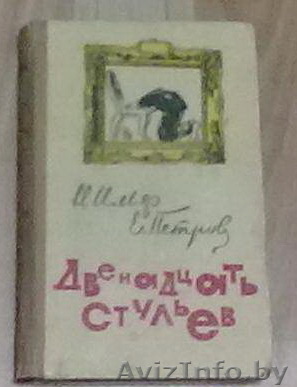 И. Ильф
Е. Петров
Двенадцать
стульев
AvizInfo.by